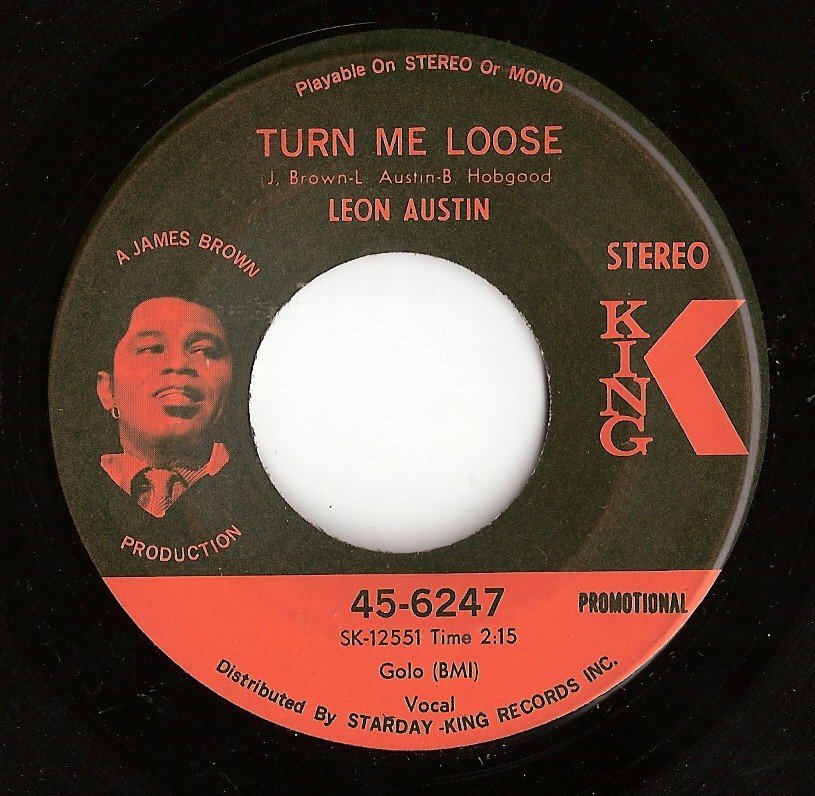 Playable On STEREO Or MONO
TURN ME LOOSE
J. Brown-L Austin-B Hobgood
LEON AUSTIN
A JAMES BROWN
PRODUCTION
STEREO
KING
K
45-6247
PROMOTIONAL
SK-12551 Time 2:15
Golo (BMI)
Vocal
Distributed By STARDAY-KING RECORDS INC.